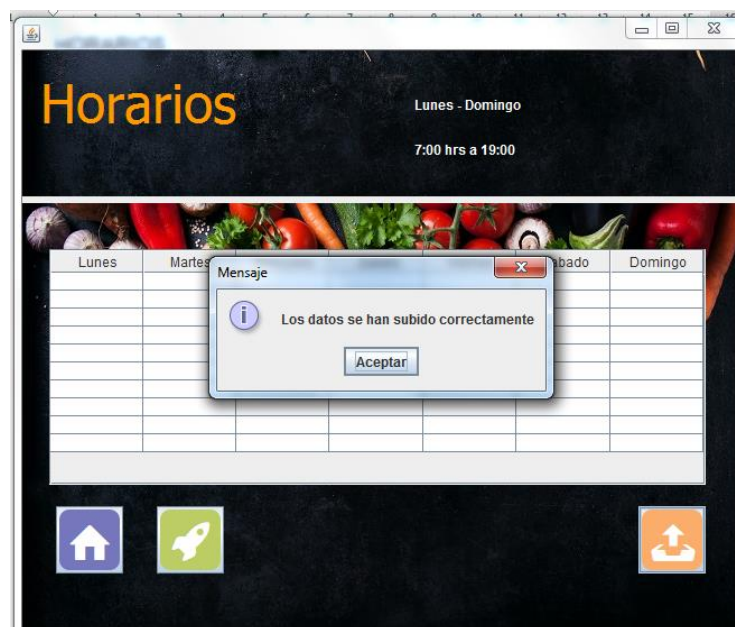 Horarios
Lunes - Domingo
7:00 hrs a 19:00
Lunes Martes Domingo
Mensaje
Los datos se han subido correctamente
Aceptar